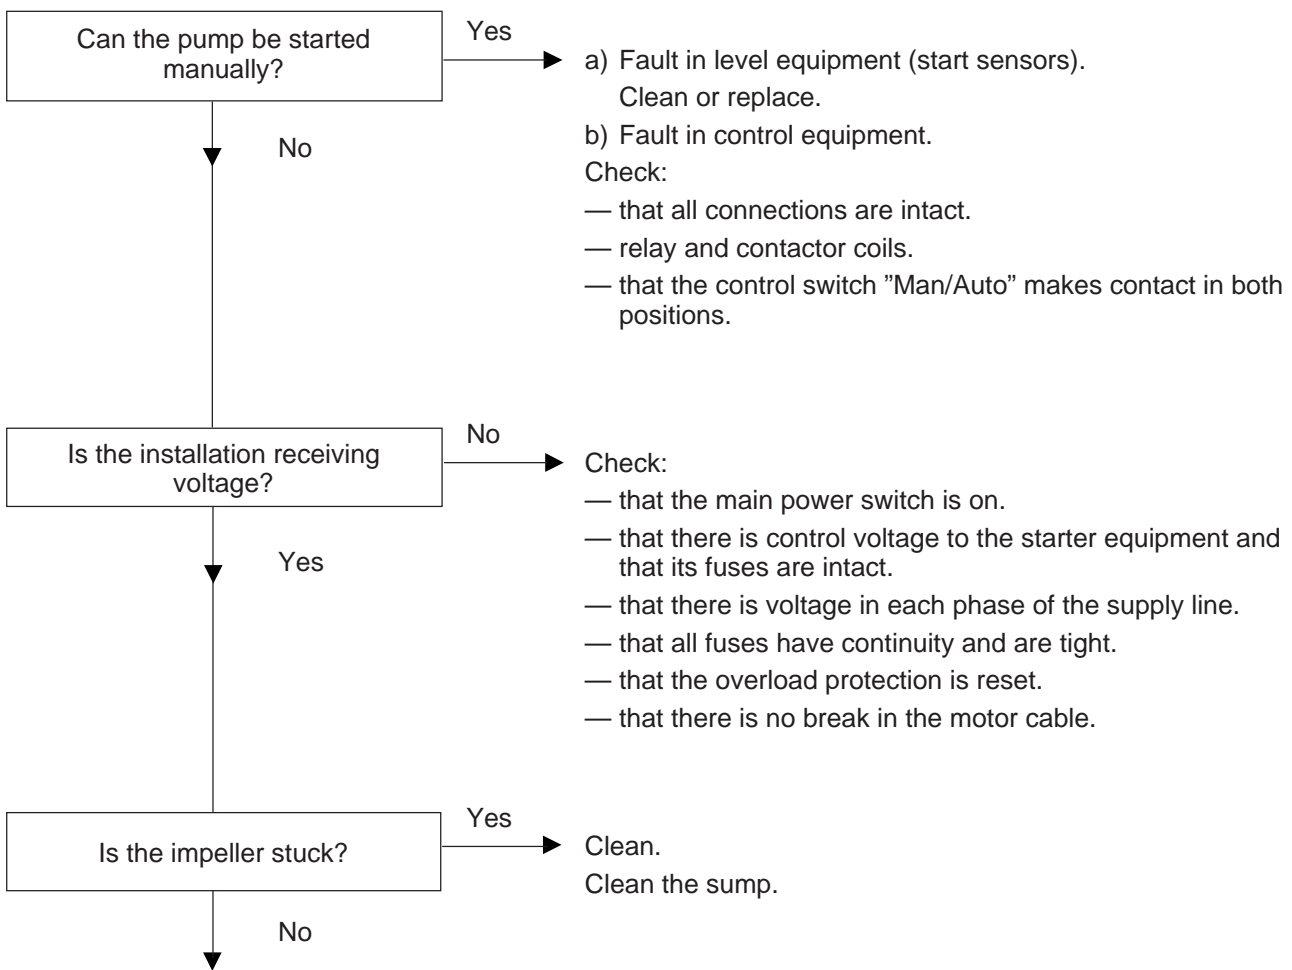 Can the pump be started
manually?
Yes
a) Fault in level equipment (start sensors).
Clean or replace.
b) Fault in control equipment.
Check:
— that all connections are intact.
— relay and contactor coils.
— that the control switch ”Man/Auto” makes contact in both
positions.
No
Is the installation receiving
voltage?
No
Check:
— that the main power switch is on.
— that there is control voltage to the starter equipment and
that its fuses are intact.
— that there is voltage in each phase of the supply line.
— that all fuses have continuity and are tight.
— that the overload protection is reset.
— that there is no break in the motor cable.
Yes
Is the impeller stuck?
Yes
Clean.
Clean the sump.
No